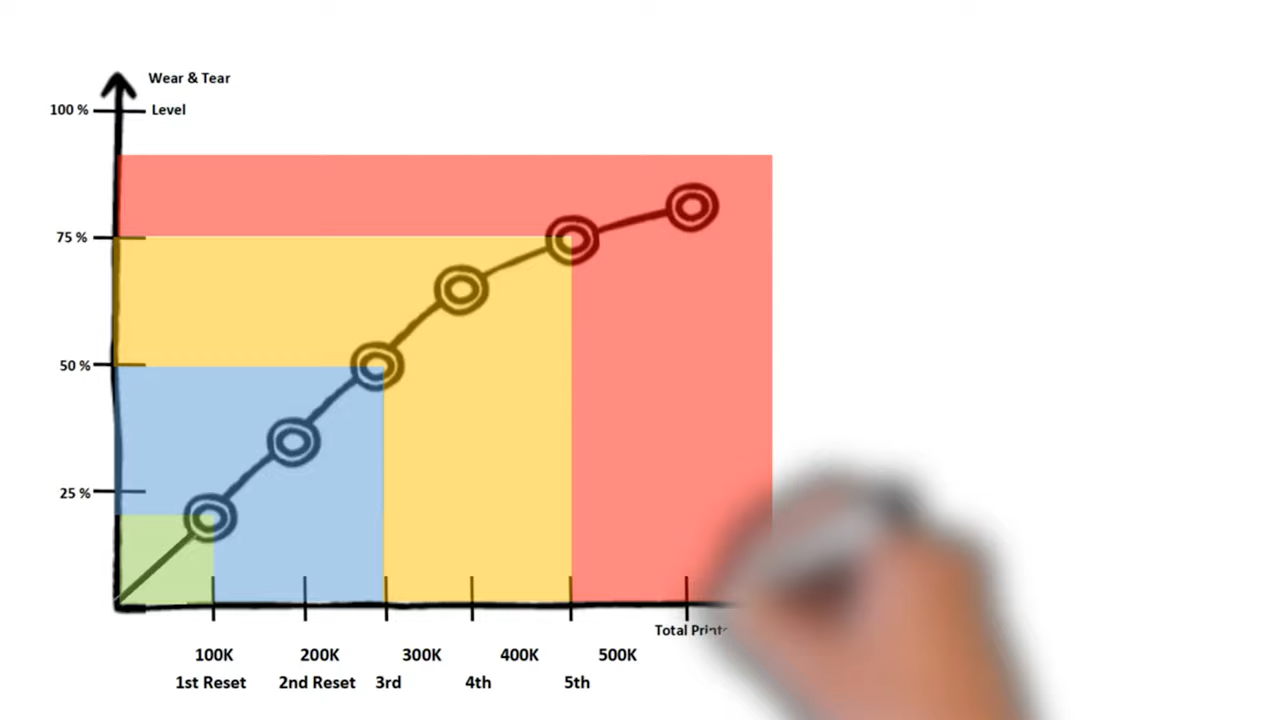 Wear & Tear
100 % Level
75 %
50 %
25 %
Total
100K 200K 300K 400K 500K
1st Reset 2nd Reset 3rd 4th 5th